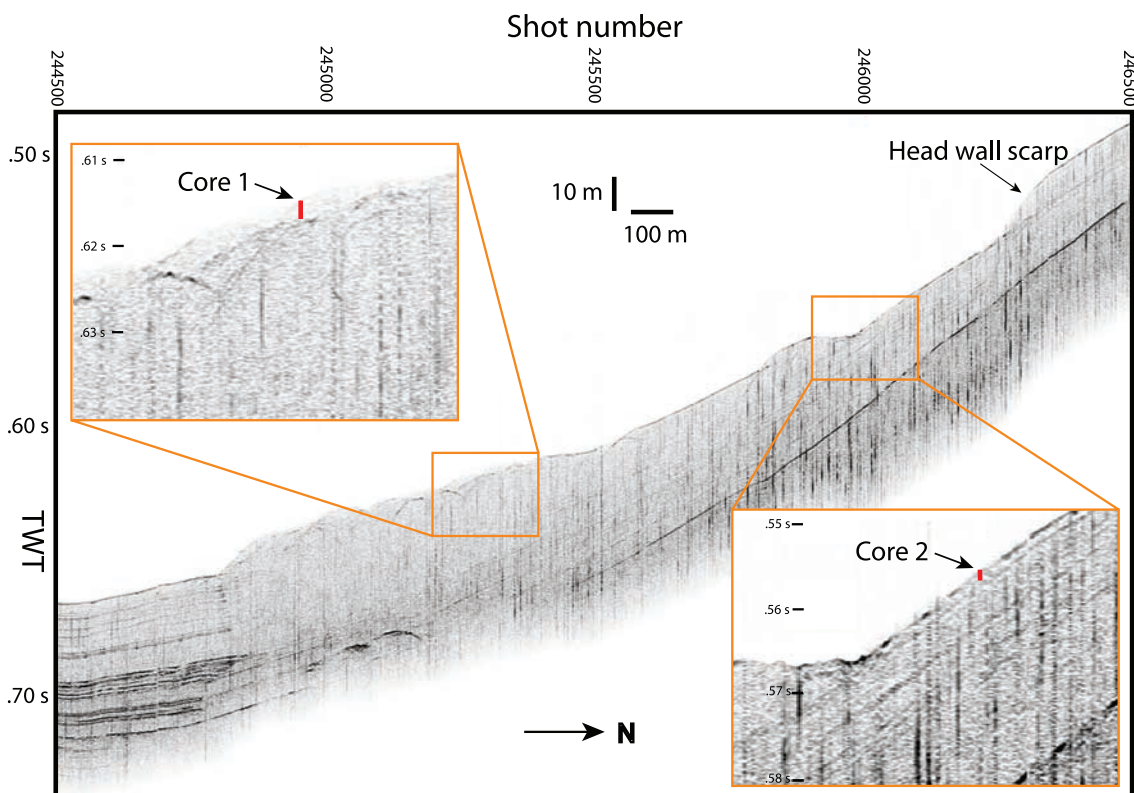 Shot number
244500
245000
245500
246000
246500
.50 s
.61 s
Core 1
Head wall scarp
10 m
100 m
.62 s
.63 s
.60 s
TWT
.55 s
Core 2
.56 s
.57 s
.70 s
N
.58 s